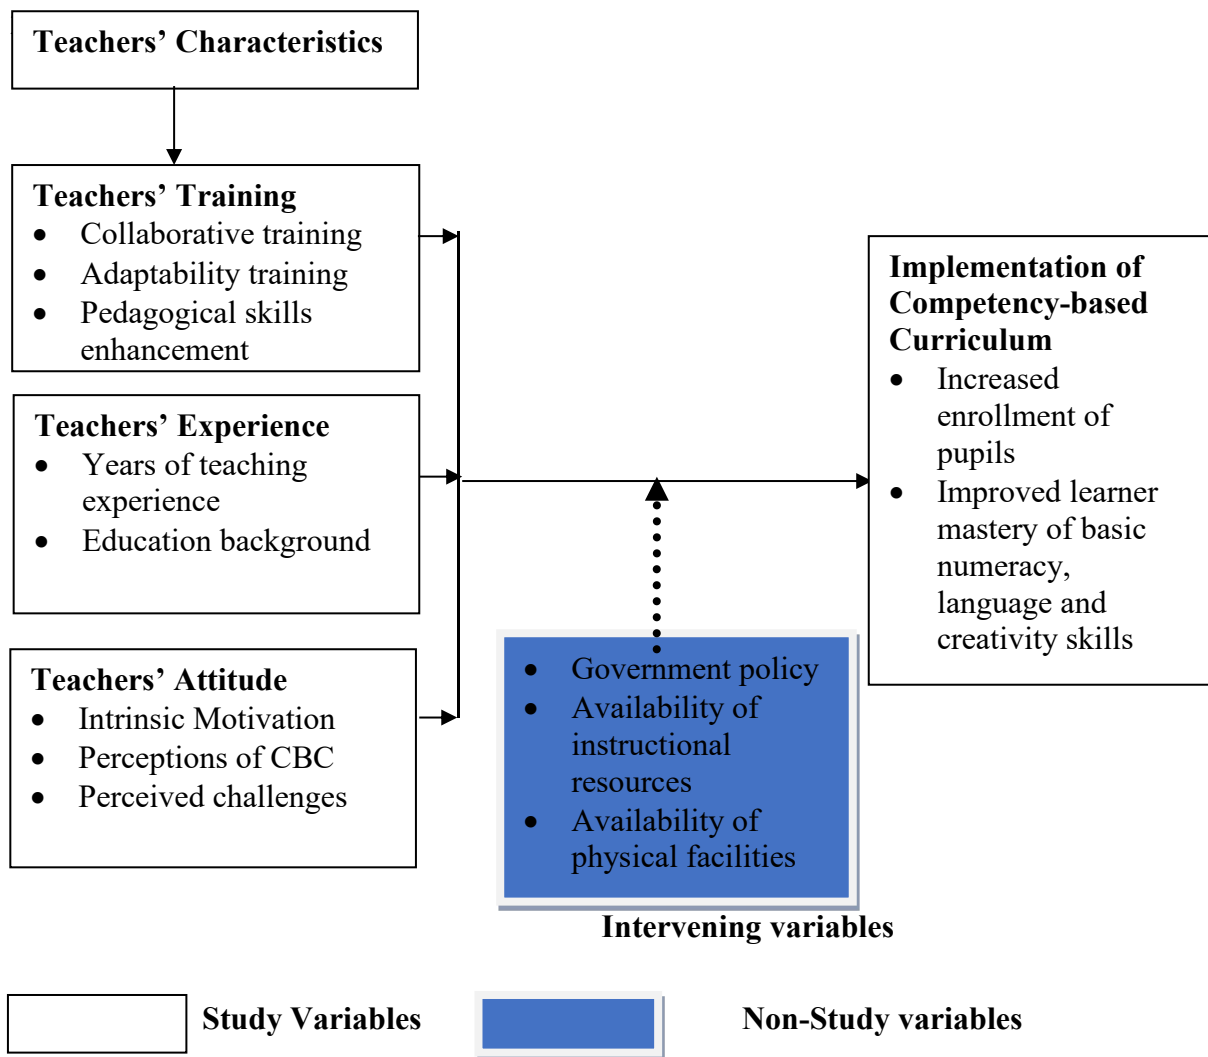 Teachers’ Characteristics
Teachers’ Training
• Collaborative training
• Adaptability training
• Pedagogical skills
enhancement
Teachers’ Experience
• Years of teaching
experience
• Education background
Teachers’ Attitude
• Intrinsic Motivation
• Perceptions of CBC
• Perceived challenges
• Government policy
• Availability of
instructional
resources
• Availability of
physical facilities
Intervening variables
Implementation of
Competency-based
Curriculum
• Increased
enrollment of
pupils
• Improved learner
mastery of basic
numeracy,
language and
creativity skills
Study Variables
Non-Study variables